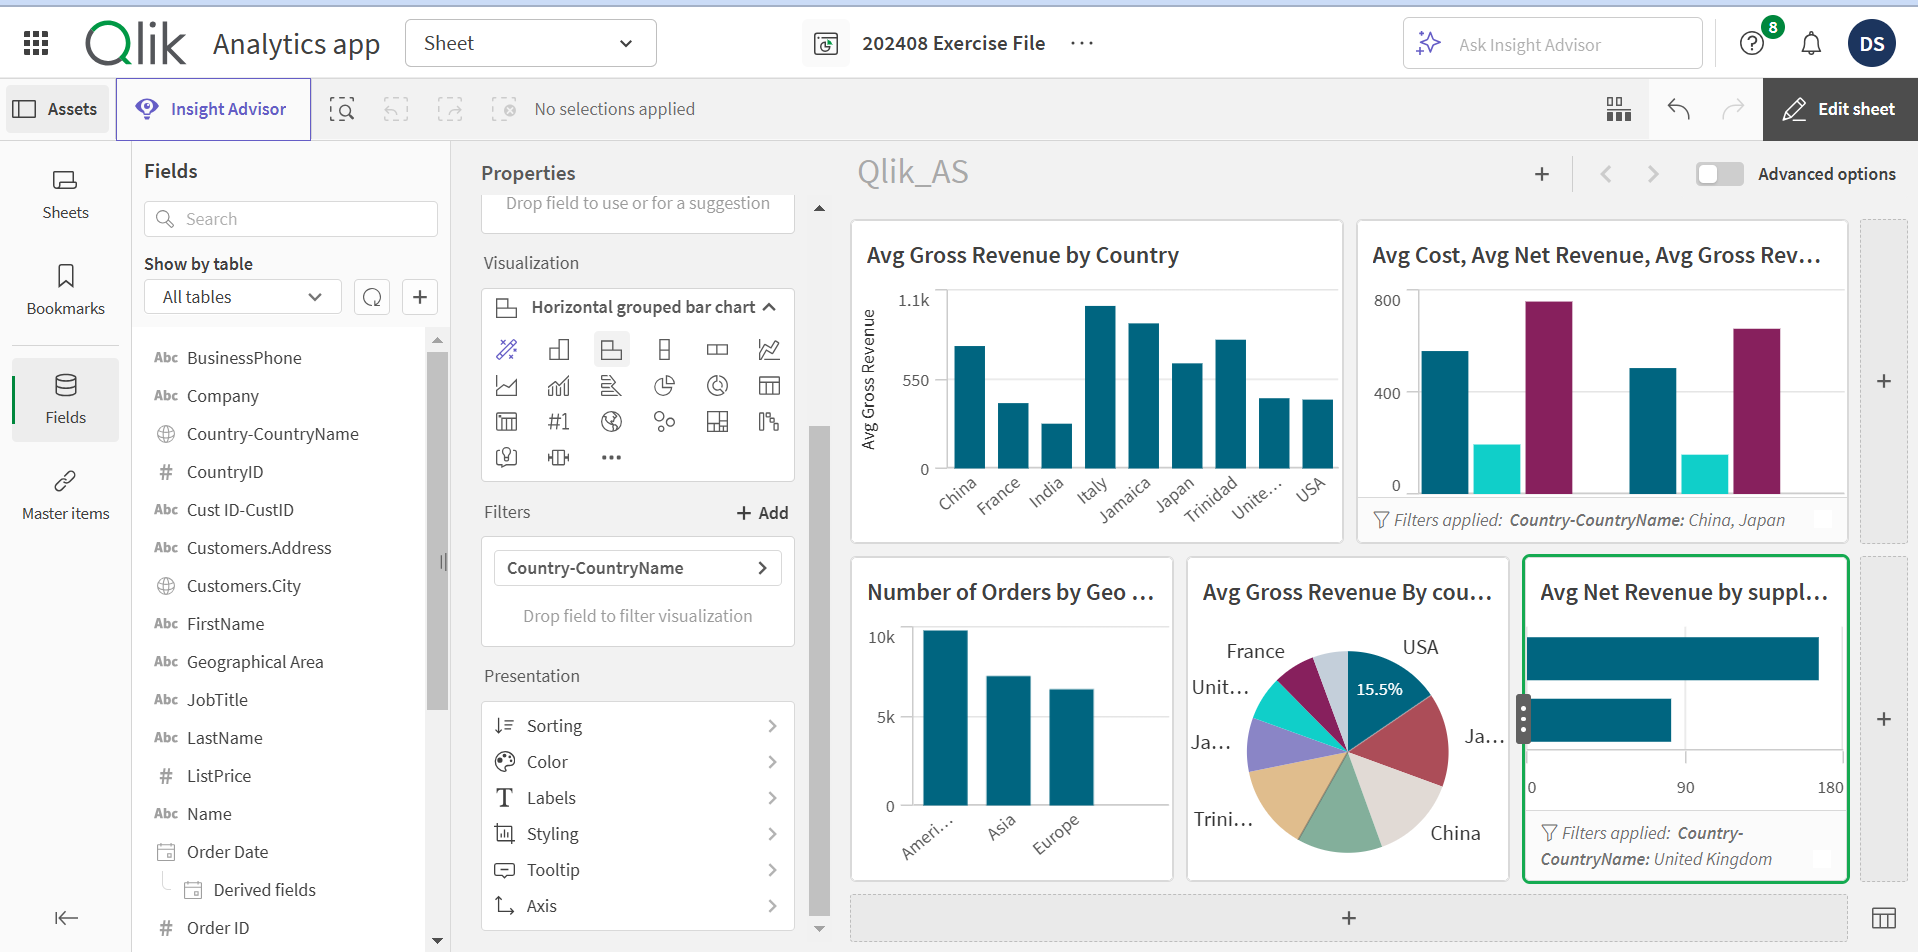 Qlik Analytics app
Sheet
202408 Exercise File
Ask Insight Advisor
8
DS
Assets
Insight Advisor
No selections applied
Edit sheet
Sheets
Bookmarks
Fields
Master items
Fields
Search
Show by table
All tables
Abc BusinessPhone
Abc Company
Country-CountryName
# CountryID
Abc Cust ID-CustID
Abc Customers.Address
Customers.City
Abc FirstName
Abc Geographical Area
Abc JobTitle
Abc LastName
# ListPrice
Abc Name
Order Date
Derived fields
# Order ID
Properties
Drop field to use or for a suggestion
Visualization
Horizontal grouped bar chart
#1
Filters
+ Add
Country-CountryName
Drop field to filter visualization
Presentation
Sorting
Color
Labels
Styling
Tooltip
Axis
Qlik_AS
Advanced options
Avg Gross Revenue by Country
Avg Gross Revenue
1.1k
550
0
China
France
India
Italy
Jamaica
Japan
Trinidad
Unite...
USA
Avg Cost, Avg Net Revenue, Avg Gross Rev...
800
400
0
Filters applied: Country-CountryName: China, Japan
Number of Orders by Geo ...
10k
5k
0
Ameri...
Asia
Europe
Avg Gross Revenue By cou...
USA
15.5%
Ja...
China
Trini...
Ja...
Unit...
France
Avg Net Revenue by suppl...
0
90
180
Filters applied: Country-
CountryName: United Kingdom